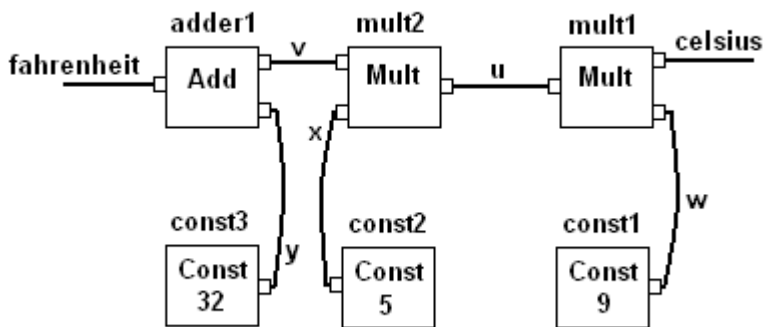 adder1
mult2
mult1
fahrenheit
v
celsius
Add
Mult
u
Mult
x
w
const3
const2
const1
y
Const
32
Const
5
Const
9